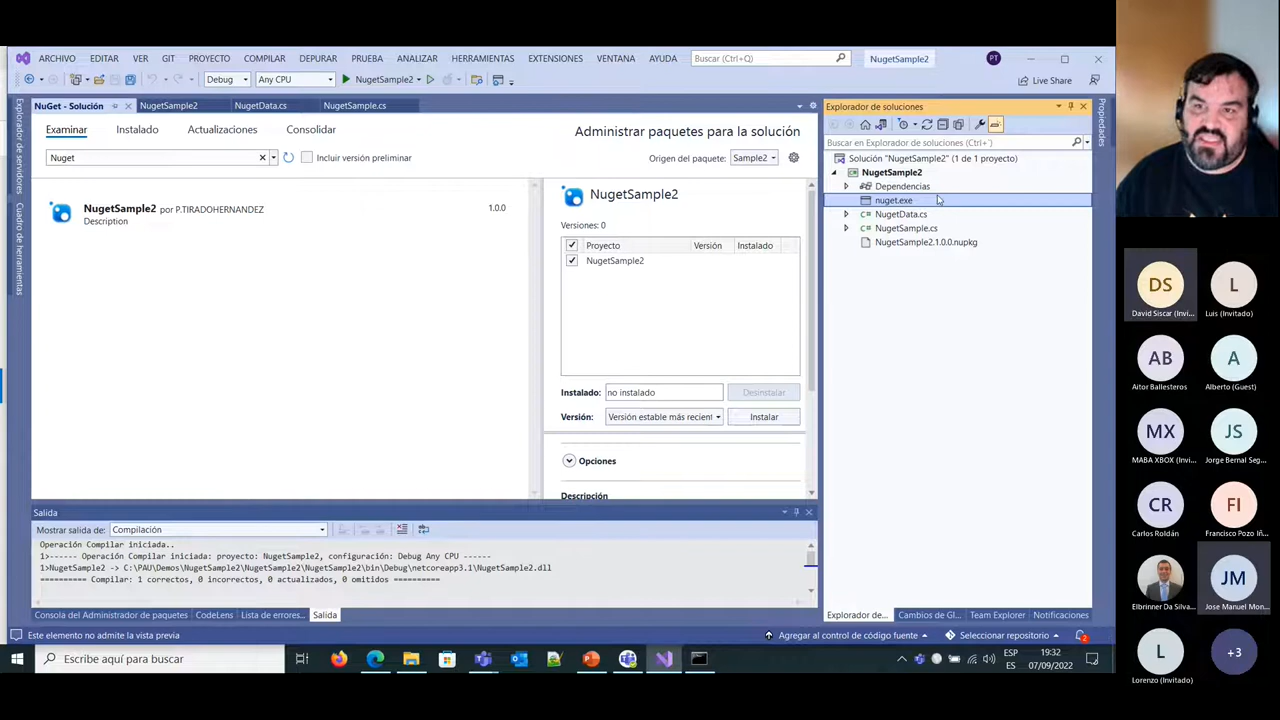 ARCHIVO EDITAR VER GIT PROYECTO COMPILAR DEPURAR PRUEBA ANALIZAR HERRAMIENTAS EXTENSIONES VENTANA AYUDA Buscar (Ctrl+Q) NugetSample2 PT
Debug Any CPU NugetSample2 Live Share
NuGet - Solución NugetSample2 NugetData.cs NugetSample.cs
Explorador de servidores
Cuadro de herramientas
Examinar Instalado Actualizaciones Consolidar
Administrar paquetes para la solución
Nuget Incluir versión preliminar
Origen del paquete: Sample2
NugetSample2 por P.TIRADOHERNANDEZ 1.0.0
Description
NugetSample2
Versiones: 0
Proyecto Versión Instalado
NugetSample2
Instalado: no instalado Desinstalar
Versión: Versión estable más recient Instalar
Opciones
Descripción
Explorador de soluciones
Buscar en Explorador de soluciones (Ctrl+´)
Solución "NugetSample2" (1 de 1 proyecto)
NugetSample2
Dependencias
nuget.exe
NugetData.cs
NugetSample.cs
NugetSample2.1.0.0.nupkg
Propiedades
Salida
Mostrar salida de: Compilación
Operación Compilar iniciada..
1>------ Operación Compilar iniciada: proyecto: NugetSample2, configuración: Debug Any CPU ------
1>NugetSample2 -> C:\PAU\Demos\NugetSample2\NugetSample2\NugetSample2\bin\Debug\netcoreapp3.1\NugetSample2.dll
========== Compilar: 1 correctos, 0 incorrectos, 0 actualizados, 0 omitidos ==========
Consola del Administrador de paquetes CodeLens Lista de errores... Salida
Explorador de... Cambios de GI... Team Explorer Notificaciones
Este elemento no admite la vista previa Agregar al control de código fuente Seleccionar repositorio 2
Escribe aquí para buscar
ESP
ES
19:32
07/09/2022
DS
David Siscar (Invi...
L
Luis (Invitado)
AB
Aitor Ballesteros
A
Alberto (Guest)
MX
MABA XBOX (Invi...
JS
Jorge Bernal Seg...
CR
Carlos Roldán
FI
Francisco Pozo Iñ...
Elbrinner Da Silva...
JM
Jose Manuel Mon...
L
Lorenzo (Invitado)
+3